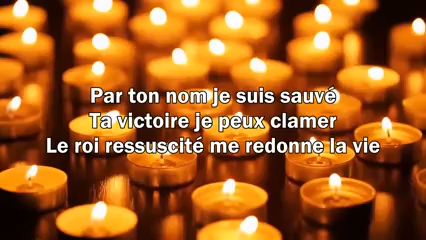 Par ton nom je suis sauvé
Ta victoire je peux clamer
Le roi ressuscité me redonne la vie